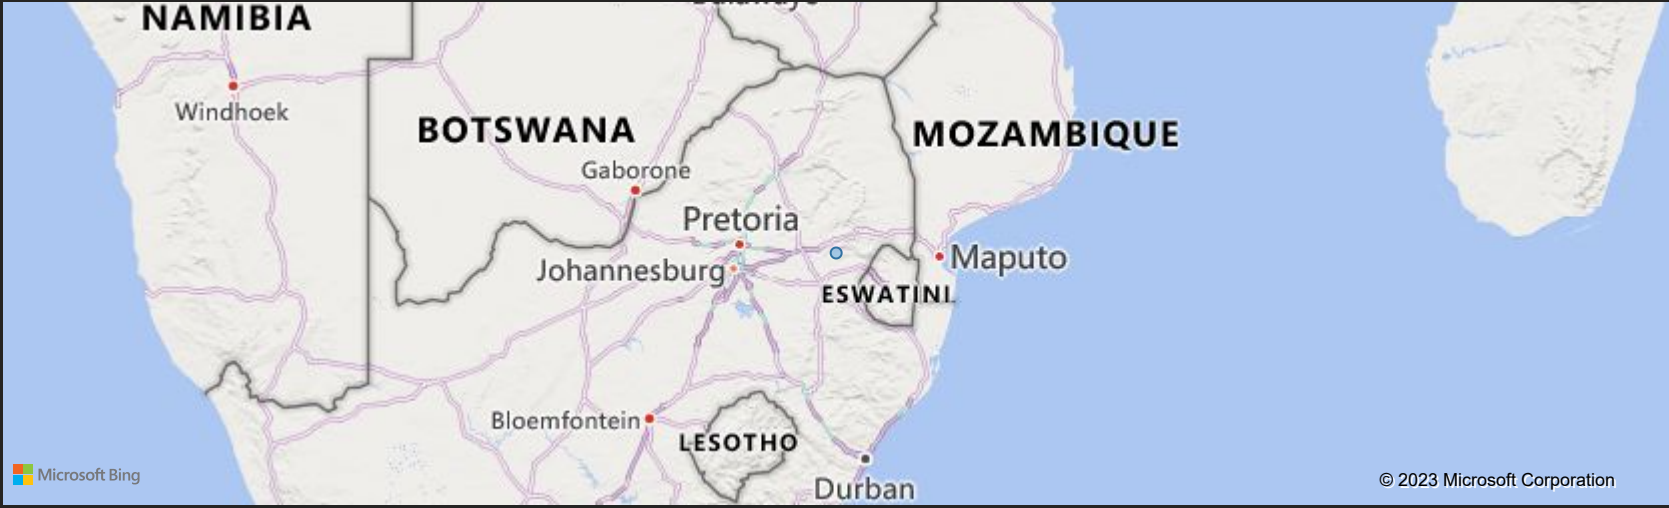 NAMIBIA
Windhoek
BOTSWANA
MOZAMBIQUE
Gaborone
Pretoria
Johannesburg
Maputo
ESWATINI
Bloemfontein
LESOTHO
Durban
Microsoft Bing
© 2023 Microsoft Corporation